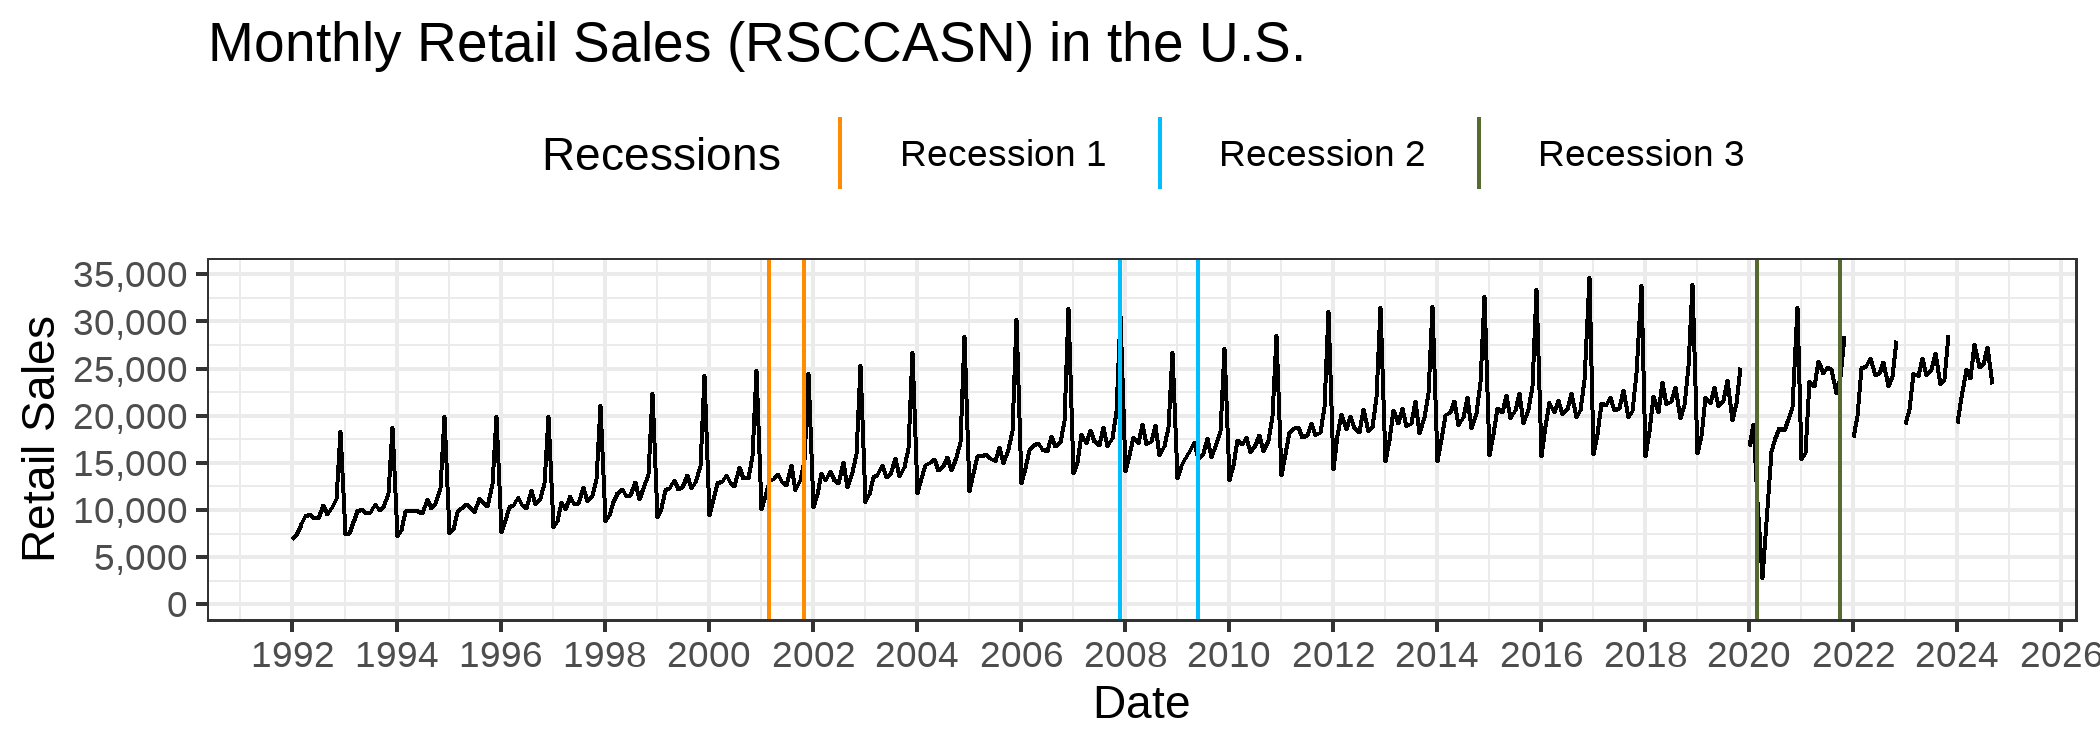 Monthly Retail Sales (RSCCASN) in the U.S.
Recessions Recession 1 Recession 2 Recession 3
35,000
30,000
25,000
20,000
15,000
10,000
5,000
0
Retail Sales
1992 1994 1996 1998 2000 2002 2004 2006 2008 2010 2012 2014 2016 2018 2020 2022 2024 2026
Date